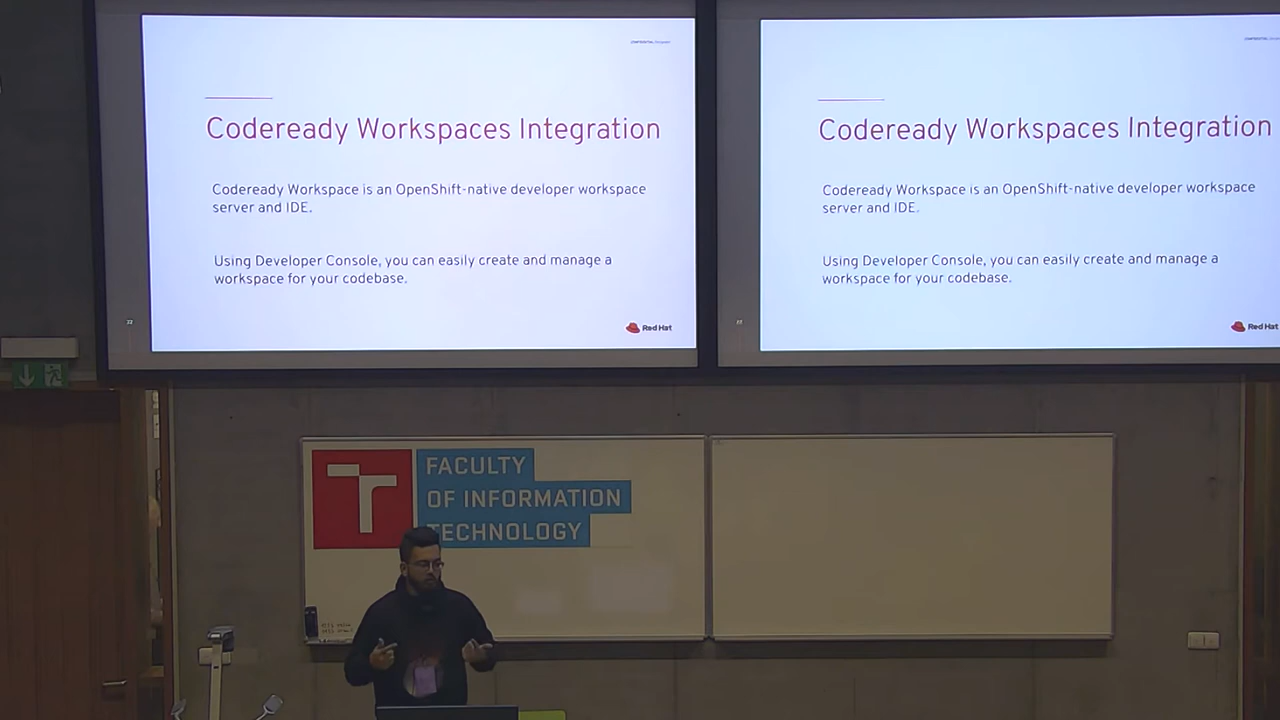 CONFIDENTIAL
Codeready Workspaces Integration
Codeready Workspace is an OpenShift-native developer workspace
server and IDE.
Using Developer Console, you can easily create and manage a
workspace for your codebase.
Red Hat
Codeready Workspaces Integration
Codeready Workspace is an OpenShift-native developer workspace
server and IDE.
Using Developer Console, you can easily create and manage a
workspace for your codebase.
Red Hat
FACULTY
OF INFORMATION
TECHNOLOGY